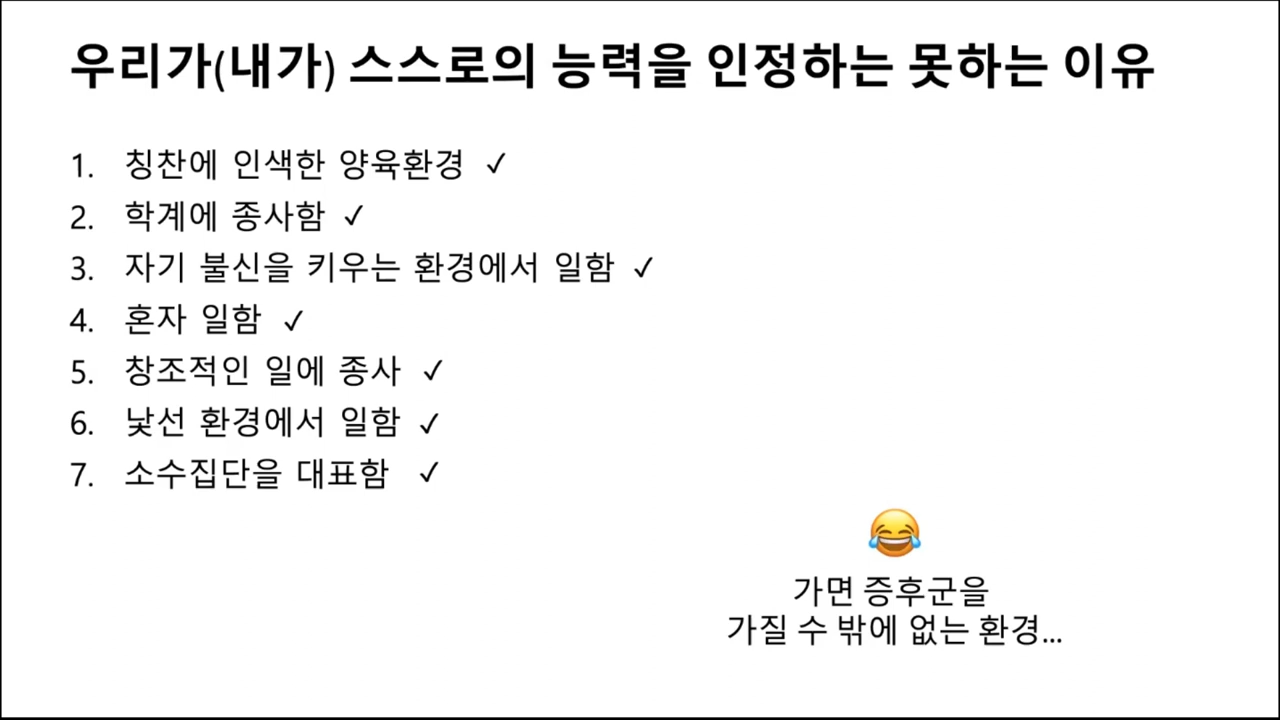 우리가(내가) 스스로의 능력을 인정하는 못하는 이유
1. 칭찬에 인색한 양육환경 ✓
2. 학계에 종사함 ✓
3. 자기 불신을 키우는 환경에서 일함 ✓
4. 혼자 일함 ✓
5. 창조적인 일에 종사 ✓
6. 낯선 환경에서 일함 ✓
7. 소수집단을 대표함 ✓
😂
가면 증후군을
가질 수 밖에 없는 환경...